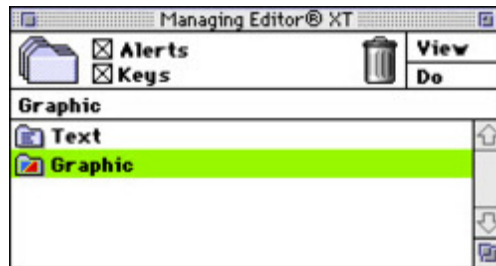 Managing Editor® XT
Alerts
View
Keys
Do
Graphic
Text
Graphic